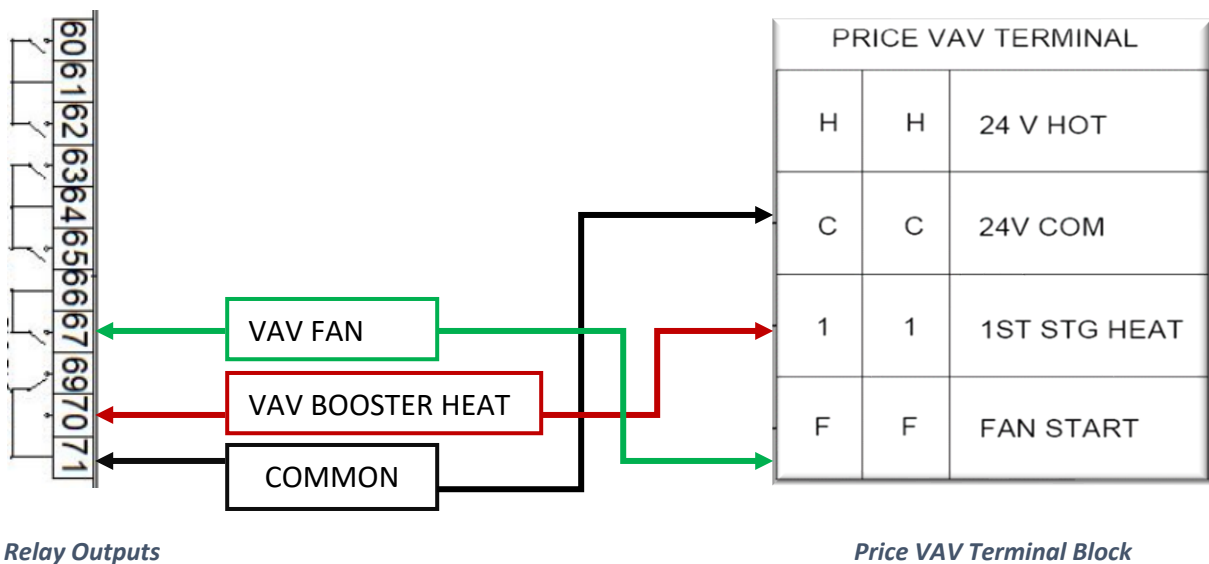 60
61
62
63
64
65
66
67
69
70
71
VAV FAN
VAV BOOSTER HEAT
COMMON
PRICE VAV TERMINAL
H H 24 V HOT
C C 24V COM
1 1 1ST STG HEAT
F F FAN START
Relay Outputs
Price VAV Terminal Block